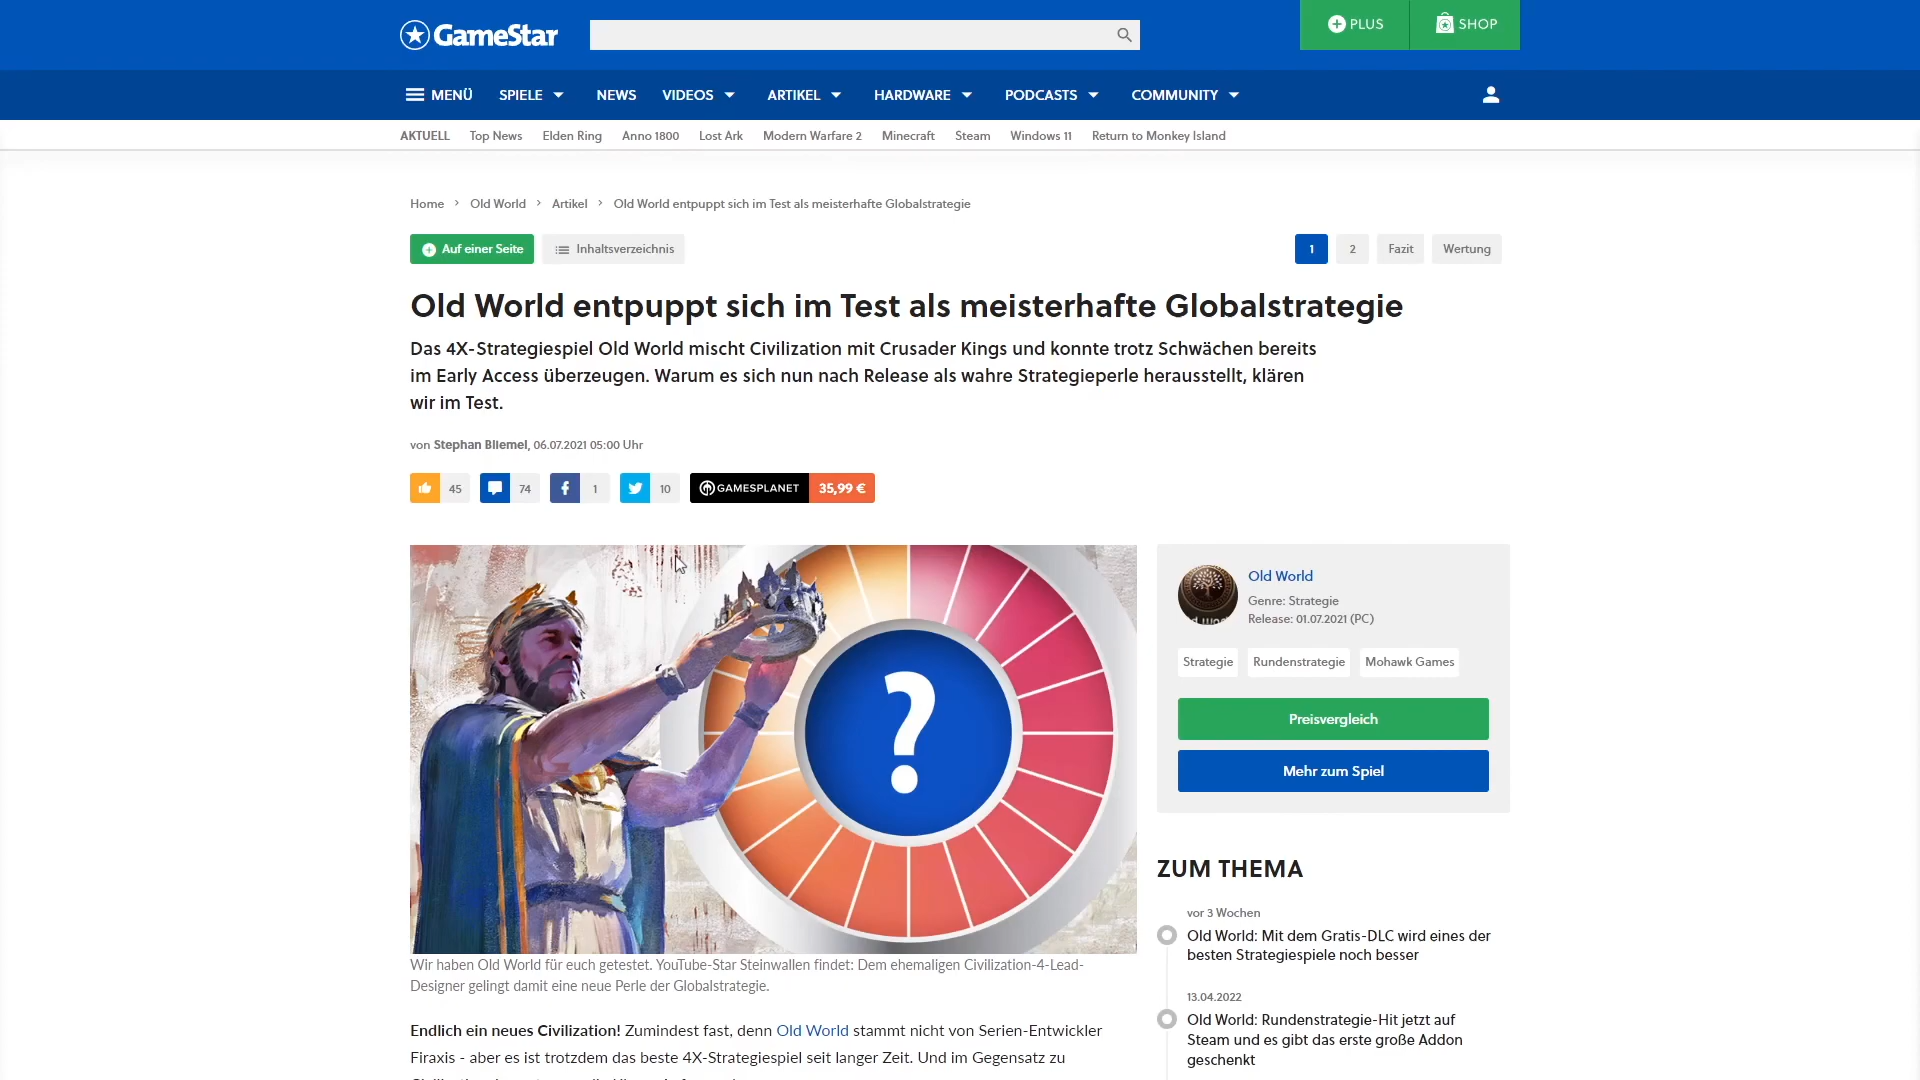 GameStar
PLUS
SHOP
MENÜ SPIELE NEWS VIDEOS ARTIKEL HARDWARE PODCASTS COMMUNITY
AKTUELL Top News Elden Ring Anno 1800 Lost Ark Modern Warfare 2 Minecraft Steam Windows 11 Return to Monkey Island
Home > Old World > Artikel > Old World entpuppt sich im Test als meisterhafte Globalstrategie
Auf einer Seite Inhaltsverzeichnis 1 2 Fazit Wertung
Old World entpuppt sich im Test als meisterhafte Globalstrategie
Das 4X-Strategiespiel Old World mischt Civilization mit Crusader Kings und konnte trotz Schwächen bereits
im Early Access überzeugen. Warum es sich nun nach Release als wahre Strategieperle herausstellt, klären
wir im Test.
von Stephan Bliemel, 06.07.2021 05:00 Uhr
45 74 1 10 GAMESPLANET 35,99 €
?
Wir haben Old World für euch getestet. YouTube-Star Steinwallen findet: Dem ehemaligen Civilization-4-Lead-
Designer gelingt damit eine neue Perle der Globalstrategie.
Endlich ein neues Civilization! Zumindest fast, denn Old World stammt nicht von Serien-Entwickler
Firaxis - aber es ist trotzdem das beste 4X-Strategiespiel seit langer Zeit. Und im Gegensatz zu
Old World
Genre: Strategie
Release: 01.07.2021 (PC)
Strategie Rundenstrategie Mohawk Games
Preisvergleich
Mehr zum Spiel
ZUM THEMA
vor 3 Wochen
Old World: Mit dem Gratis-DLC wird eines der
besten Strategiespiele noch besser
13.04.2022
Old World: Rundenstrategie-Hit jetzt auf
Steam und es gibt das erste große Addon
geschenkt